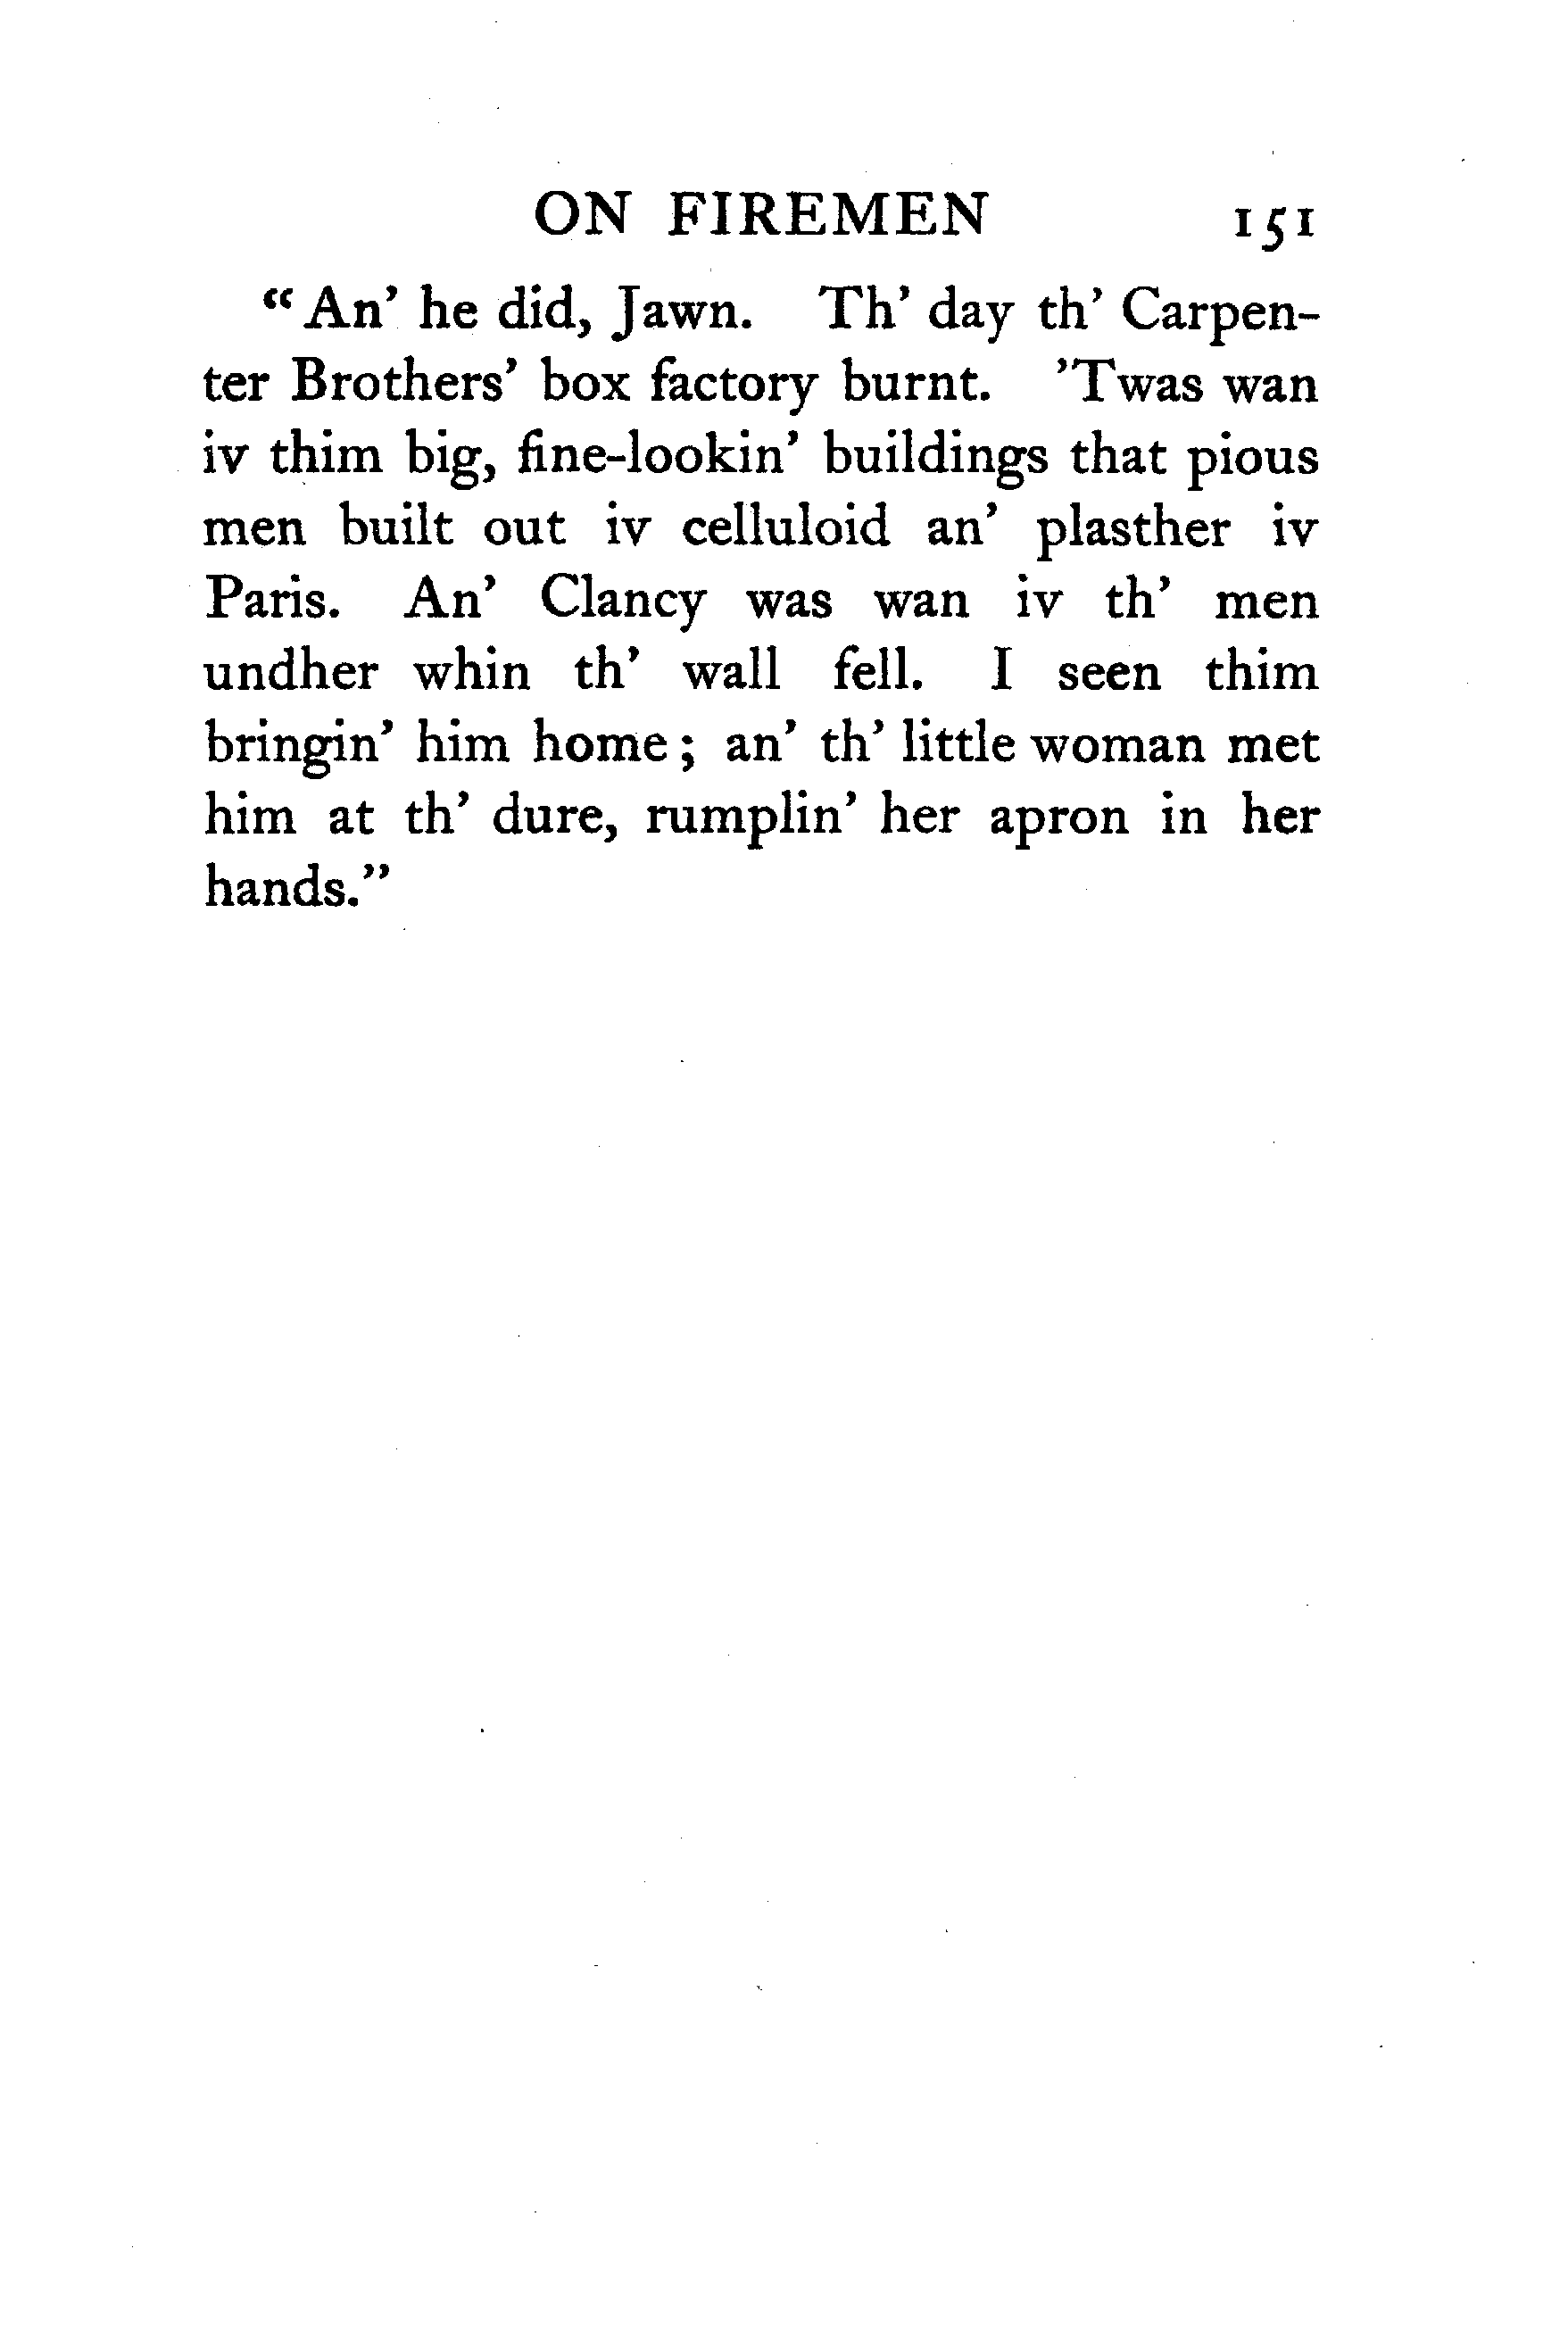 ON FIREMEN 151
“An’ he did, Jawn. Th’ day th’ Carpen-
ter Brothers’ box factory burnt. ’Twas wan
iv thim big, fine-lookin’ buildings that pious
men built out iv celluloid an’ plasther iv
Paris. An’ Clancy was wan iv th’ men
undher whin th’ wall fell. I seen thim
bringin’ him home; an’ th’ little woman met
him at th’ dure, rumplin’ her apron in her
hands.”